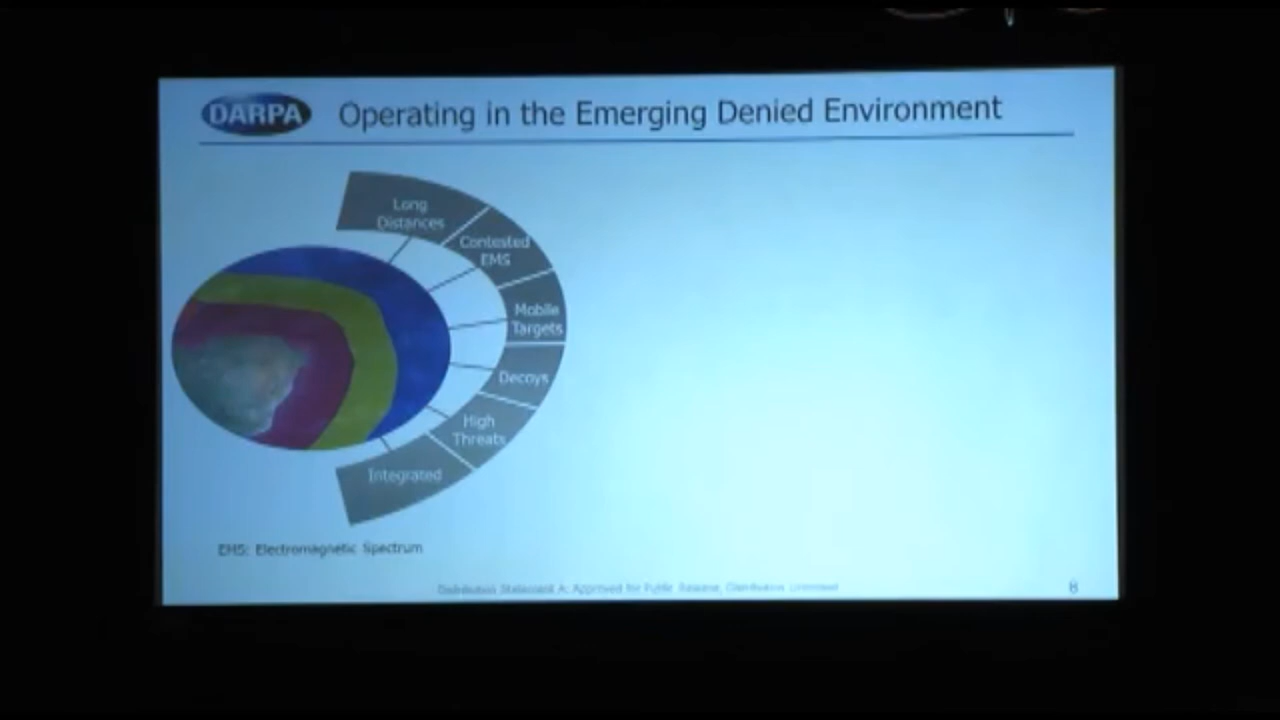 DARPA
Operating in the Emerging Denied Environment
Long
Distances
Contested
EMS
Mobile
Targets
Decoys
High
Threats
Integrated
EMS: Electromagnetic Spectrum
Distribution Statement A: Approved for Public Release, Distribution Unlimited
8